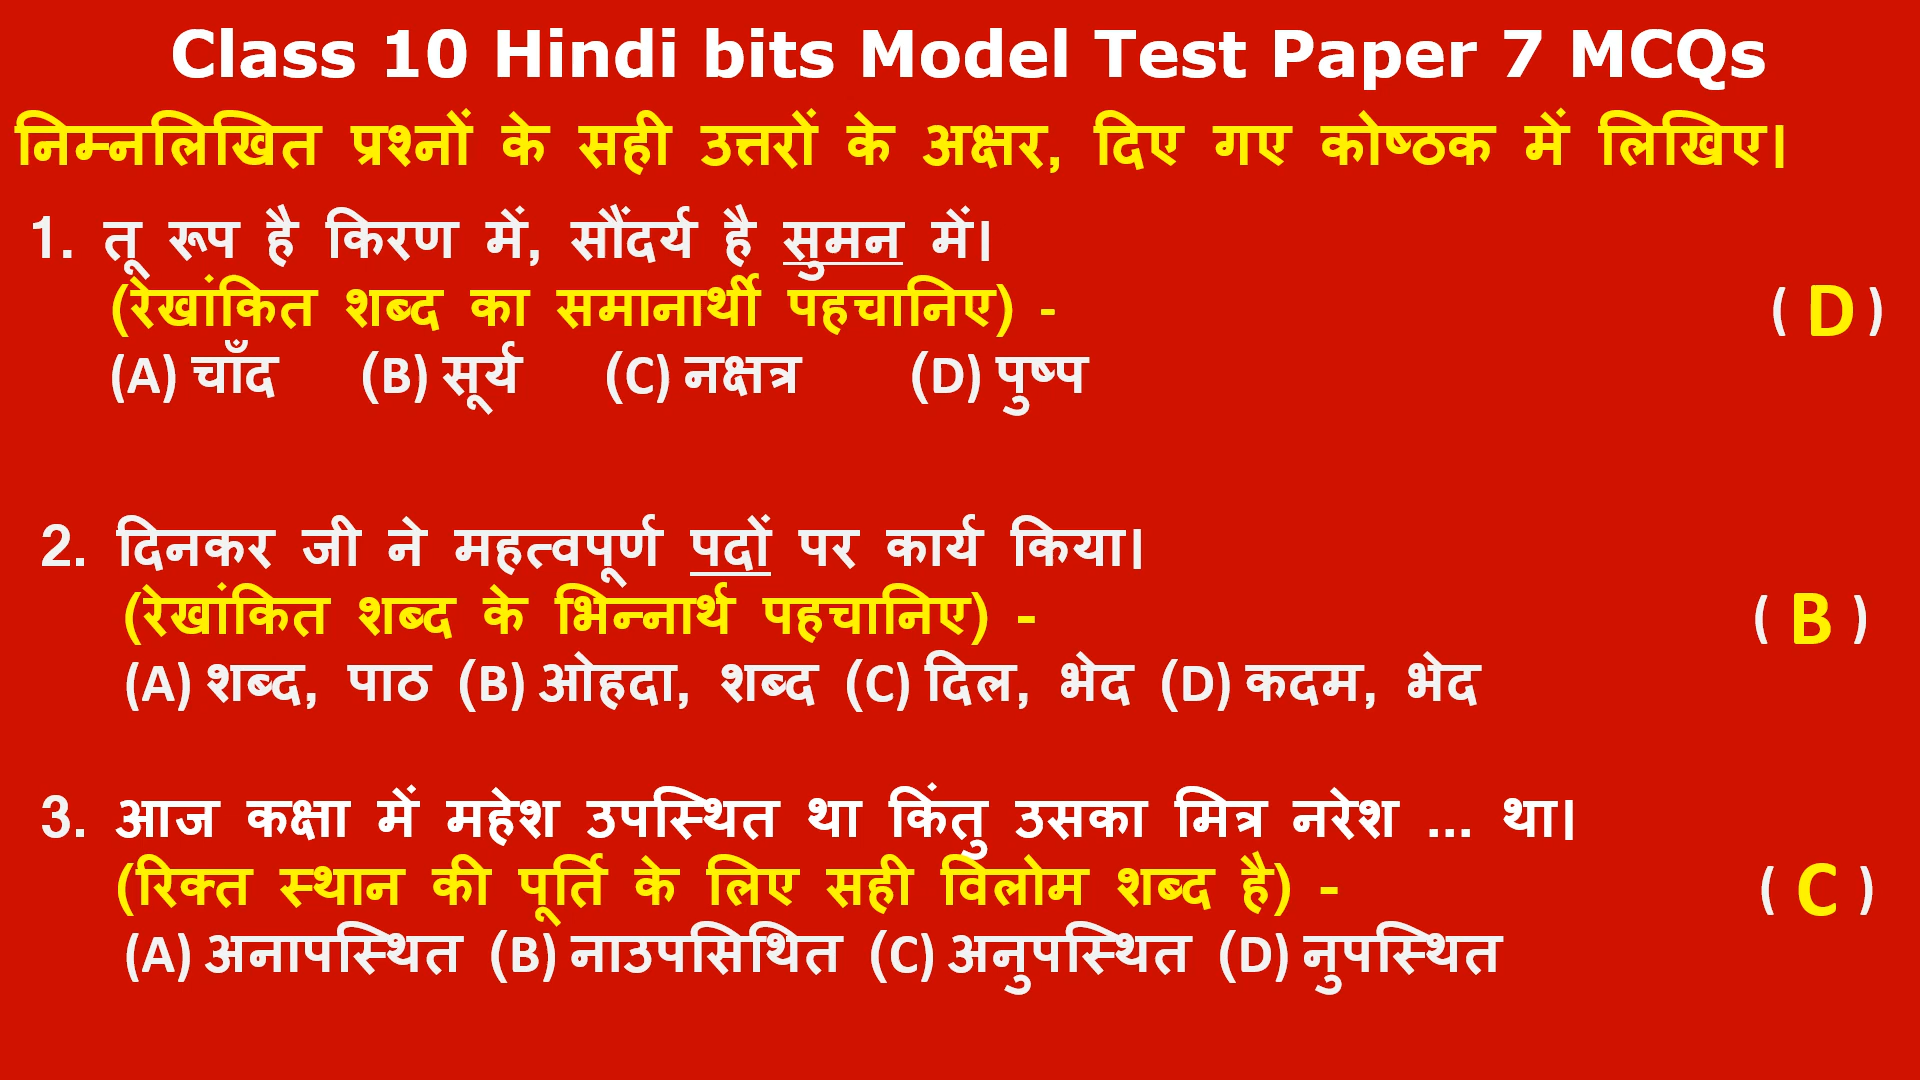 Class 10 Hindi bits Model Test Paper 7 MCQs
निम्नलिखित प्रश्नों के सही उत्तरों के अक्षर, दिए गए कोष्ठक में लिखिए।
1. तू रूप है किरण में, सौंदर्य है सुमन में।
(रेखांकित शब्द का समानार्थी पहचानिए) - ( D )
(A) चाँद (B) सूर्य (C) नक्षत्र (D) पुष्प
2. दिनकर जी ने महत्वपूर्ण पदों पर कार्य किया।
(रेखांकित शब्द के भिन्नार्थ पहचानिए) - ( B )
(A) शब्द, पाठ (B) ओहदा, शब्द (C) दिल, भेद (D) कदम, भेद
3. आज कक्षा में महेश उपस्थित था किंतु उसका मित्र नरेश ... था।
(रिक्त स्थान की पूर्ति के लिए सही विलोम शब्द है) - ( C )
(A) अनापस्थित (B) नाउपसिथित (C) अनुपस्थित (D) नुपस्थित